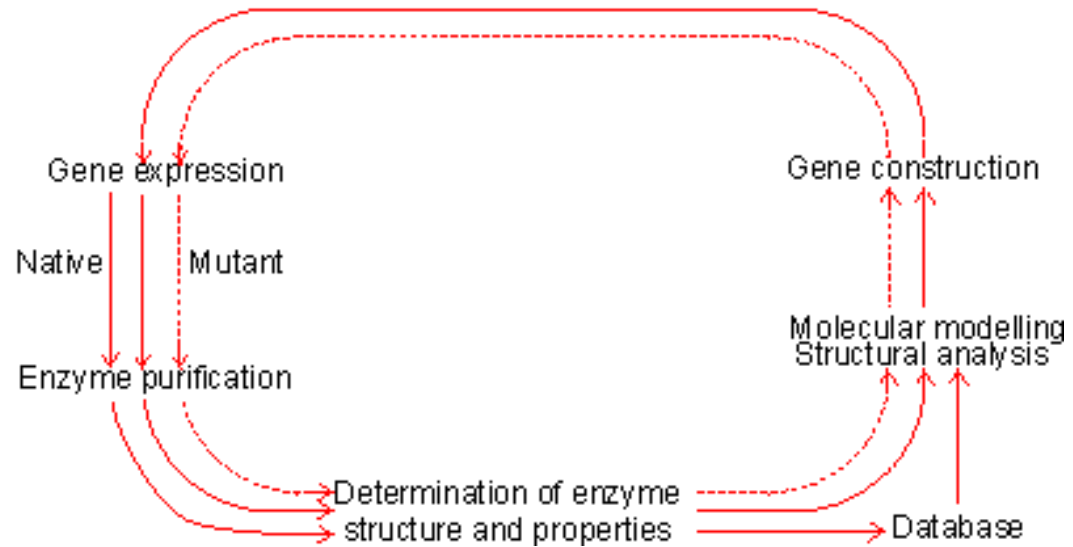 Gene expression
Gene construction
Native
Mutant
Molecular modelling
Structural analysis
Enzyme purification
Determination of enzyme
structure and properties
Database